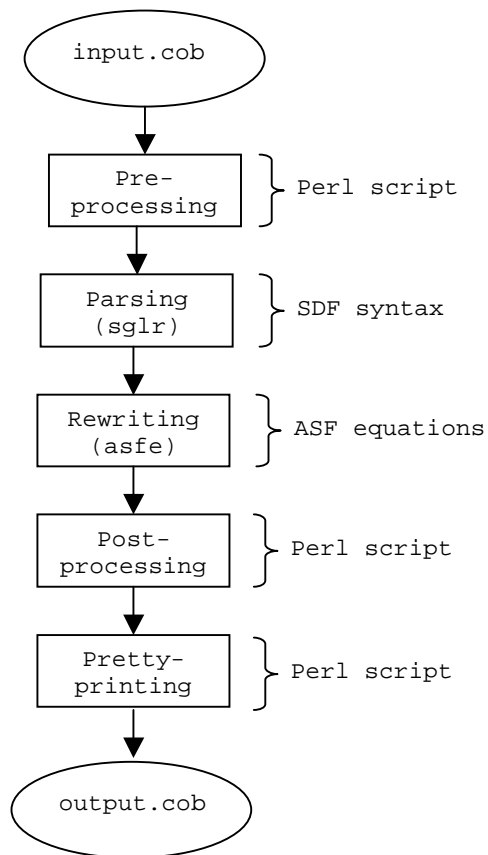 input.cob
Pre-
processing
Perl script
Parsing
(sglr)
SDF syntax
Rewriting
(asfe)
ASF equations
Post-
processing
Perl script
Pretty-
printing
Perl script
output.cob